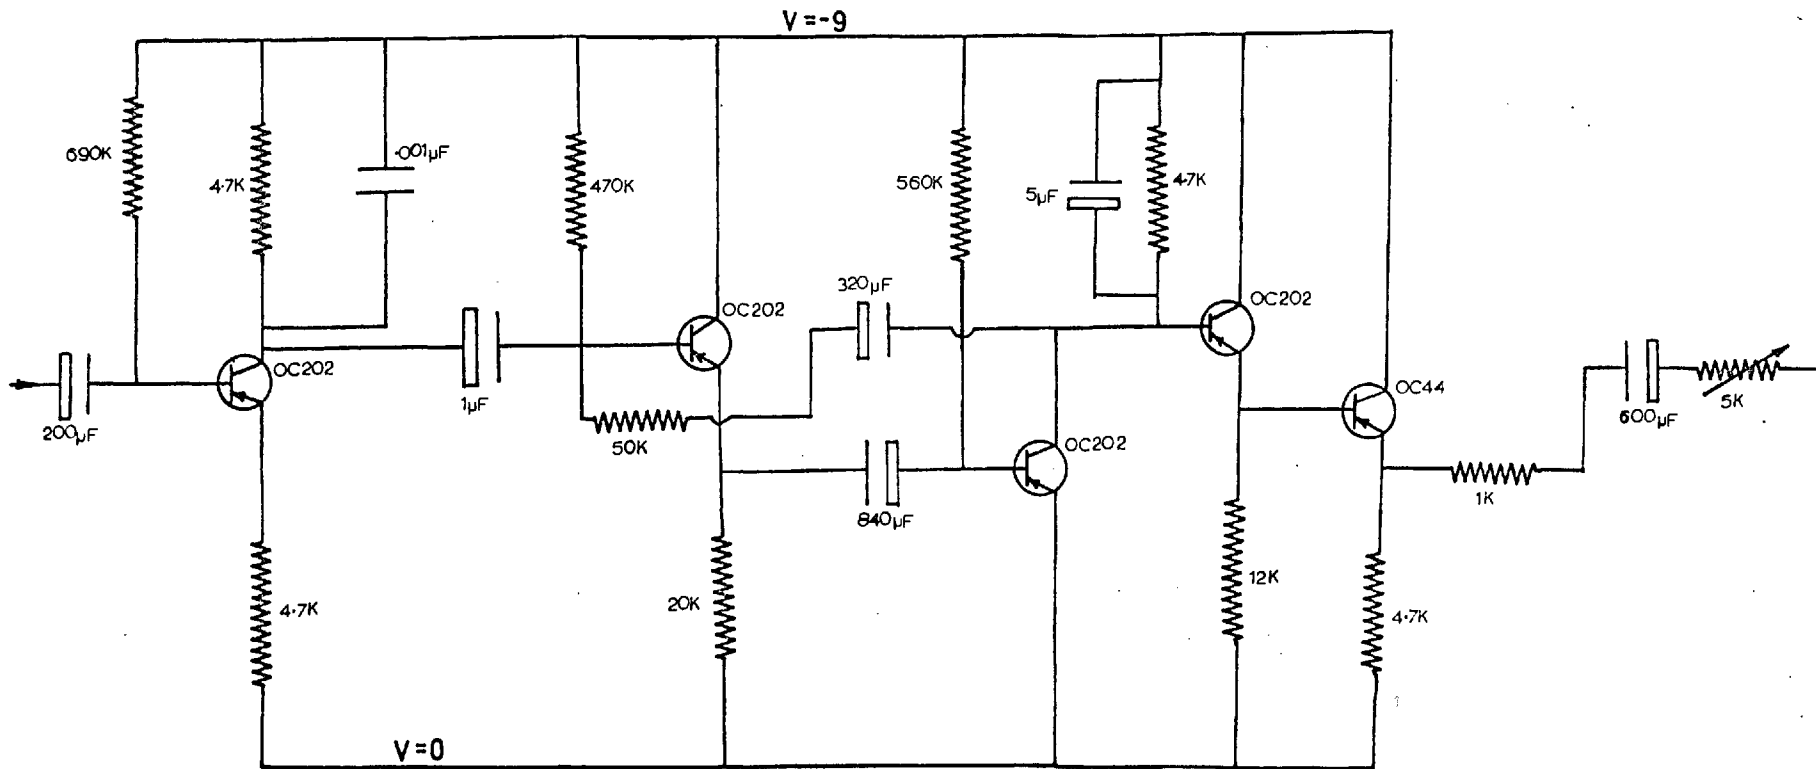 V=-9
690K
4.7K
.001µF
470K
560K
5µF
4.7K
320µF
OC202
OC202
OC202
OC44
200µF
1µF
50K
OC202
600µF
5K
840µF
1K
4.7K
20K
12K
4.7K
V=0